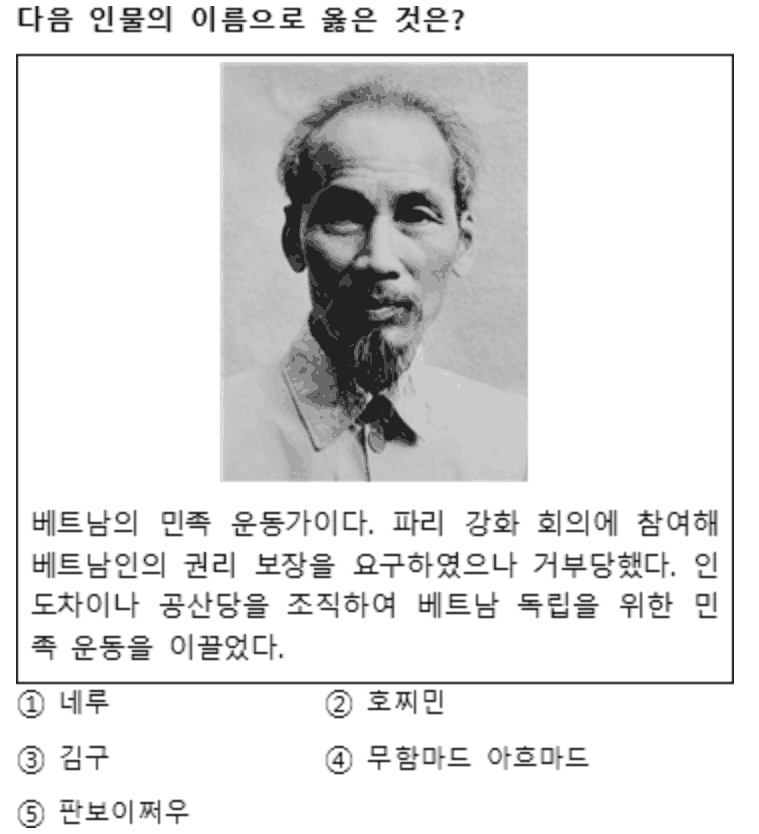 다음 인물의 이름으로 옳은 것은?
베트남의 민족 운동가이다. 파리 강화 회의에 참여해
베트남인의 권리 보장을 요구하였으나 거부당했다. 인
도차이나 공산당을 조직하여 베트남 독립을 위한 민
족 운동을 이끌었다.
① 네루 ② 호찌민
③ 김구 ④ 무함마드 아흐마드
⑤ 판보이쩌우